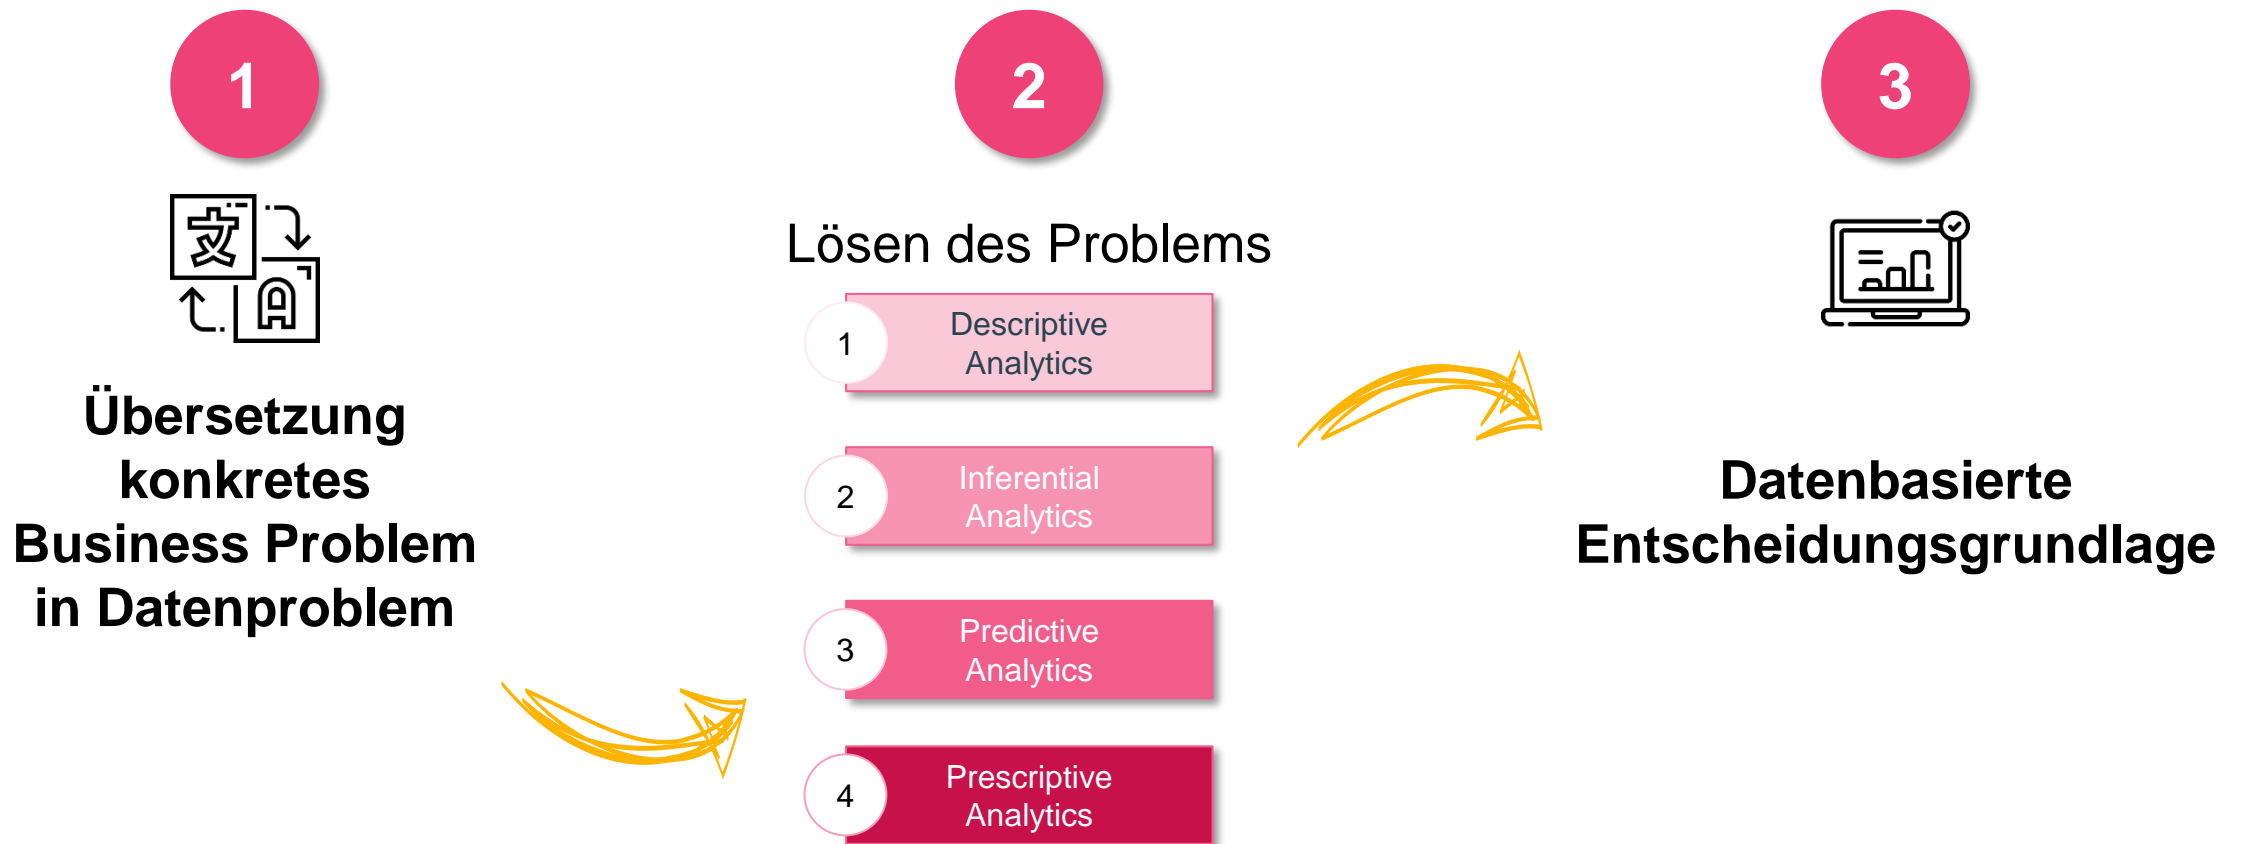 1
文
A
Übersetzung
konkretes
Business Problem
in Datenproblem
2
Lösen des Problems
1
Descriptive
Analytics
2
Inferential
Analytics
3
Predictive
Analytics
4
Prescriptive
Analytics
3
Datenbasierte
Entscheidungsgrundlage